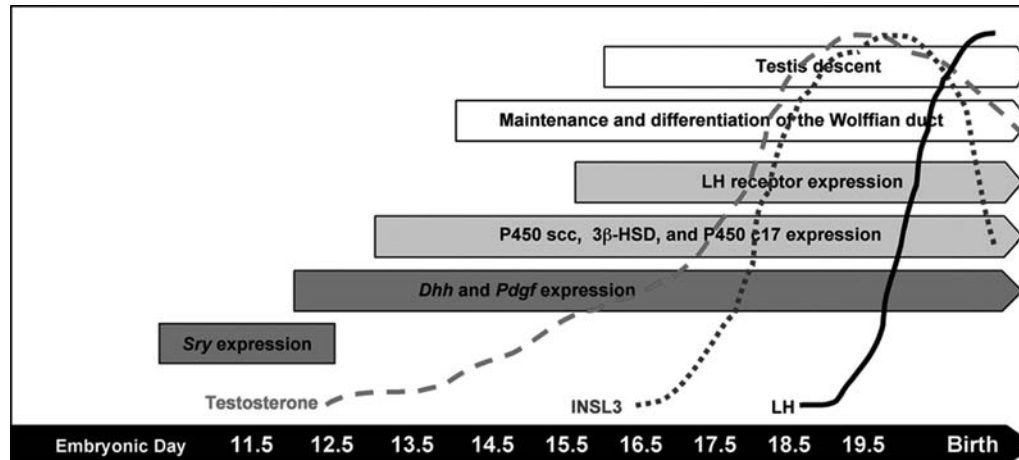 Testis descent
Maintenance and differentiation of the Wolffian duct
LH receptor expression
P450 scc, 3β-HSD, and P450 c17 expression
Dhh and Pdgf expression
Sry expression
Testosterone
INSL3
LH
Embryonic Day 11.5 12.5 13.5 14.5 15.5 16.5 17.5 18.5 19.5 Birth